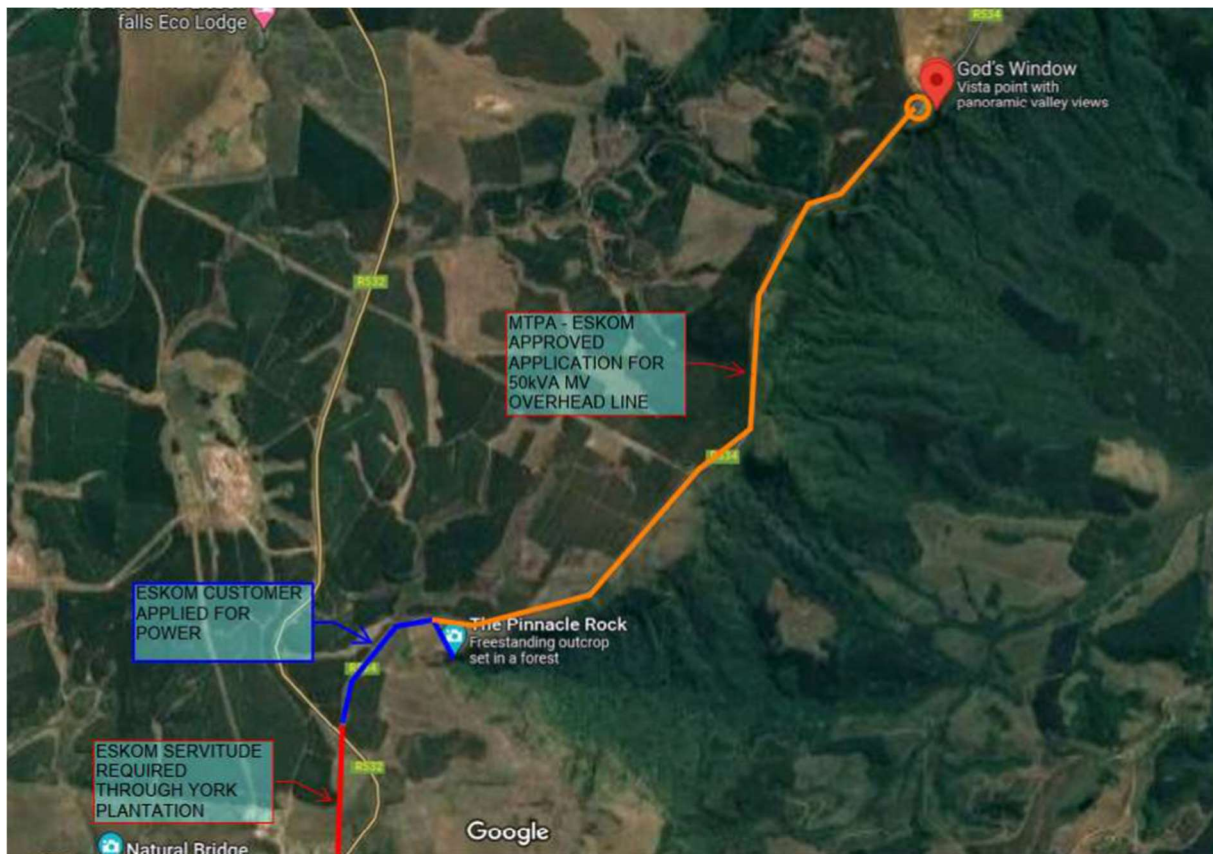 falls Eco Lodge
R534
God's Window
Vista point with
panoramic valley views
R532
MTPA - ESKOM
APPROVED
APPLICATION FOR
50kVA MV
OVERHEAD LINE
ESKOM CUSTOMER
APPLIED FOR
POWER
The Pinnacle Rock
Freestanding outcrop
set in a forest
ESKOM SERVITUDE
REQUIRED
THROUGH YORK
PLANTATION
R532
Google
Natural Bridge